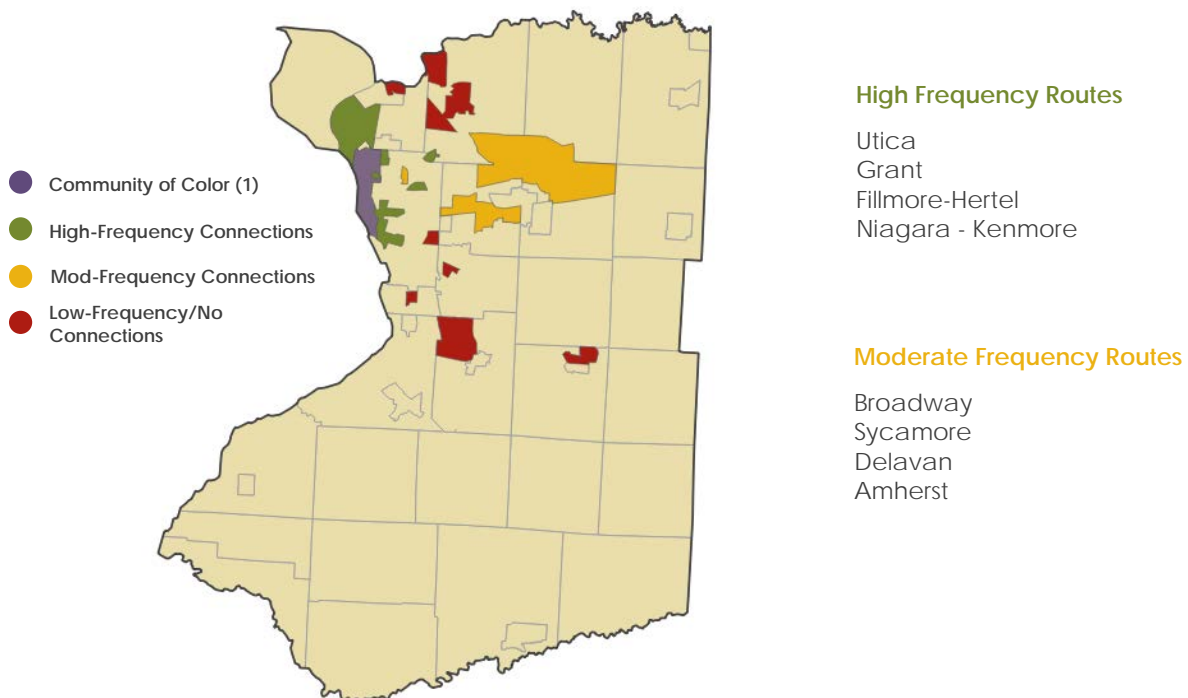 Community of Color (1)
High-Frequency Connections
Mod-Frequency Connections
Low-Frequency/No
Connections
High Frequency Routes
Utica
Grant
Fillmore-Hertel
Niagara - Kenmore
Moderate Frequency Routes
Broadway
Sycamore
Delavan
Amherst